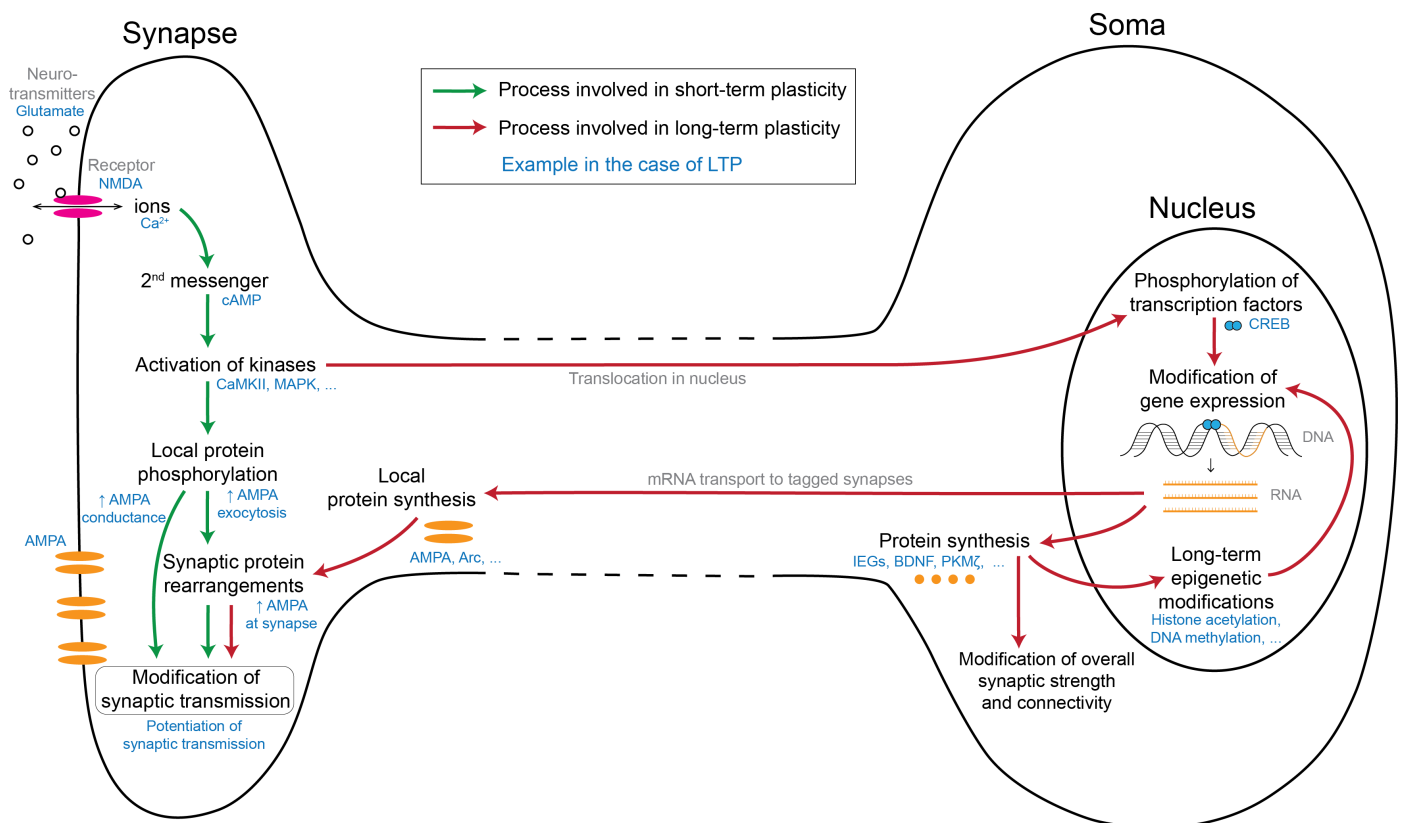 Synapse
Soma
Neuro-
transmitters
Glutamate
Process involved in short-term plasticity
Process involved in long-term plasticity
Example in the case of LTP
Receptor
NMDA
ions
Ca²⁺
Nucleus
2ⁿᵈ messenger
cAMP
Phosphorylation of
transcription factors
CREB
Activation of kinases
CaMKII, MAPK, ...
Translocation in nucleus
Modification of
gene expression
DNA
RNA
Local protein
phosphorylation
↑ AMPA
conductance
↑ AMPA
exocytosis
Local
protein synthesis
mRNA transport to tagged synapses
AMPA, Arc, ...
AMPA
Synaptic protein
rearrangements
↑ AMPA
at synapse
Protein synthesis
IEGs, BDNF, PKMζ, ...
Long-term
epigenetic
modifications
Histone acetylation,
DNA methylation, ...
Modification of
synaptic transmission
Potentiation of
synaptic transmission
Modification of overall
synaptic strength
and connectivity